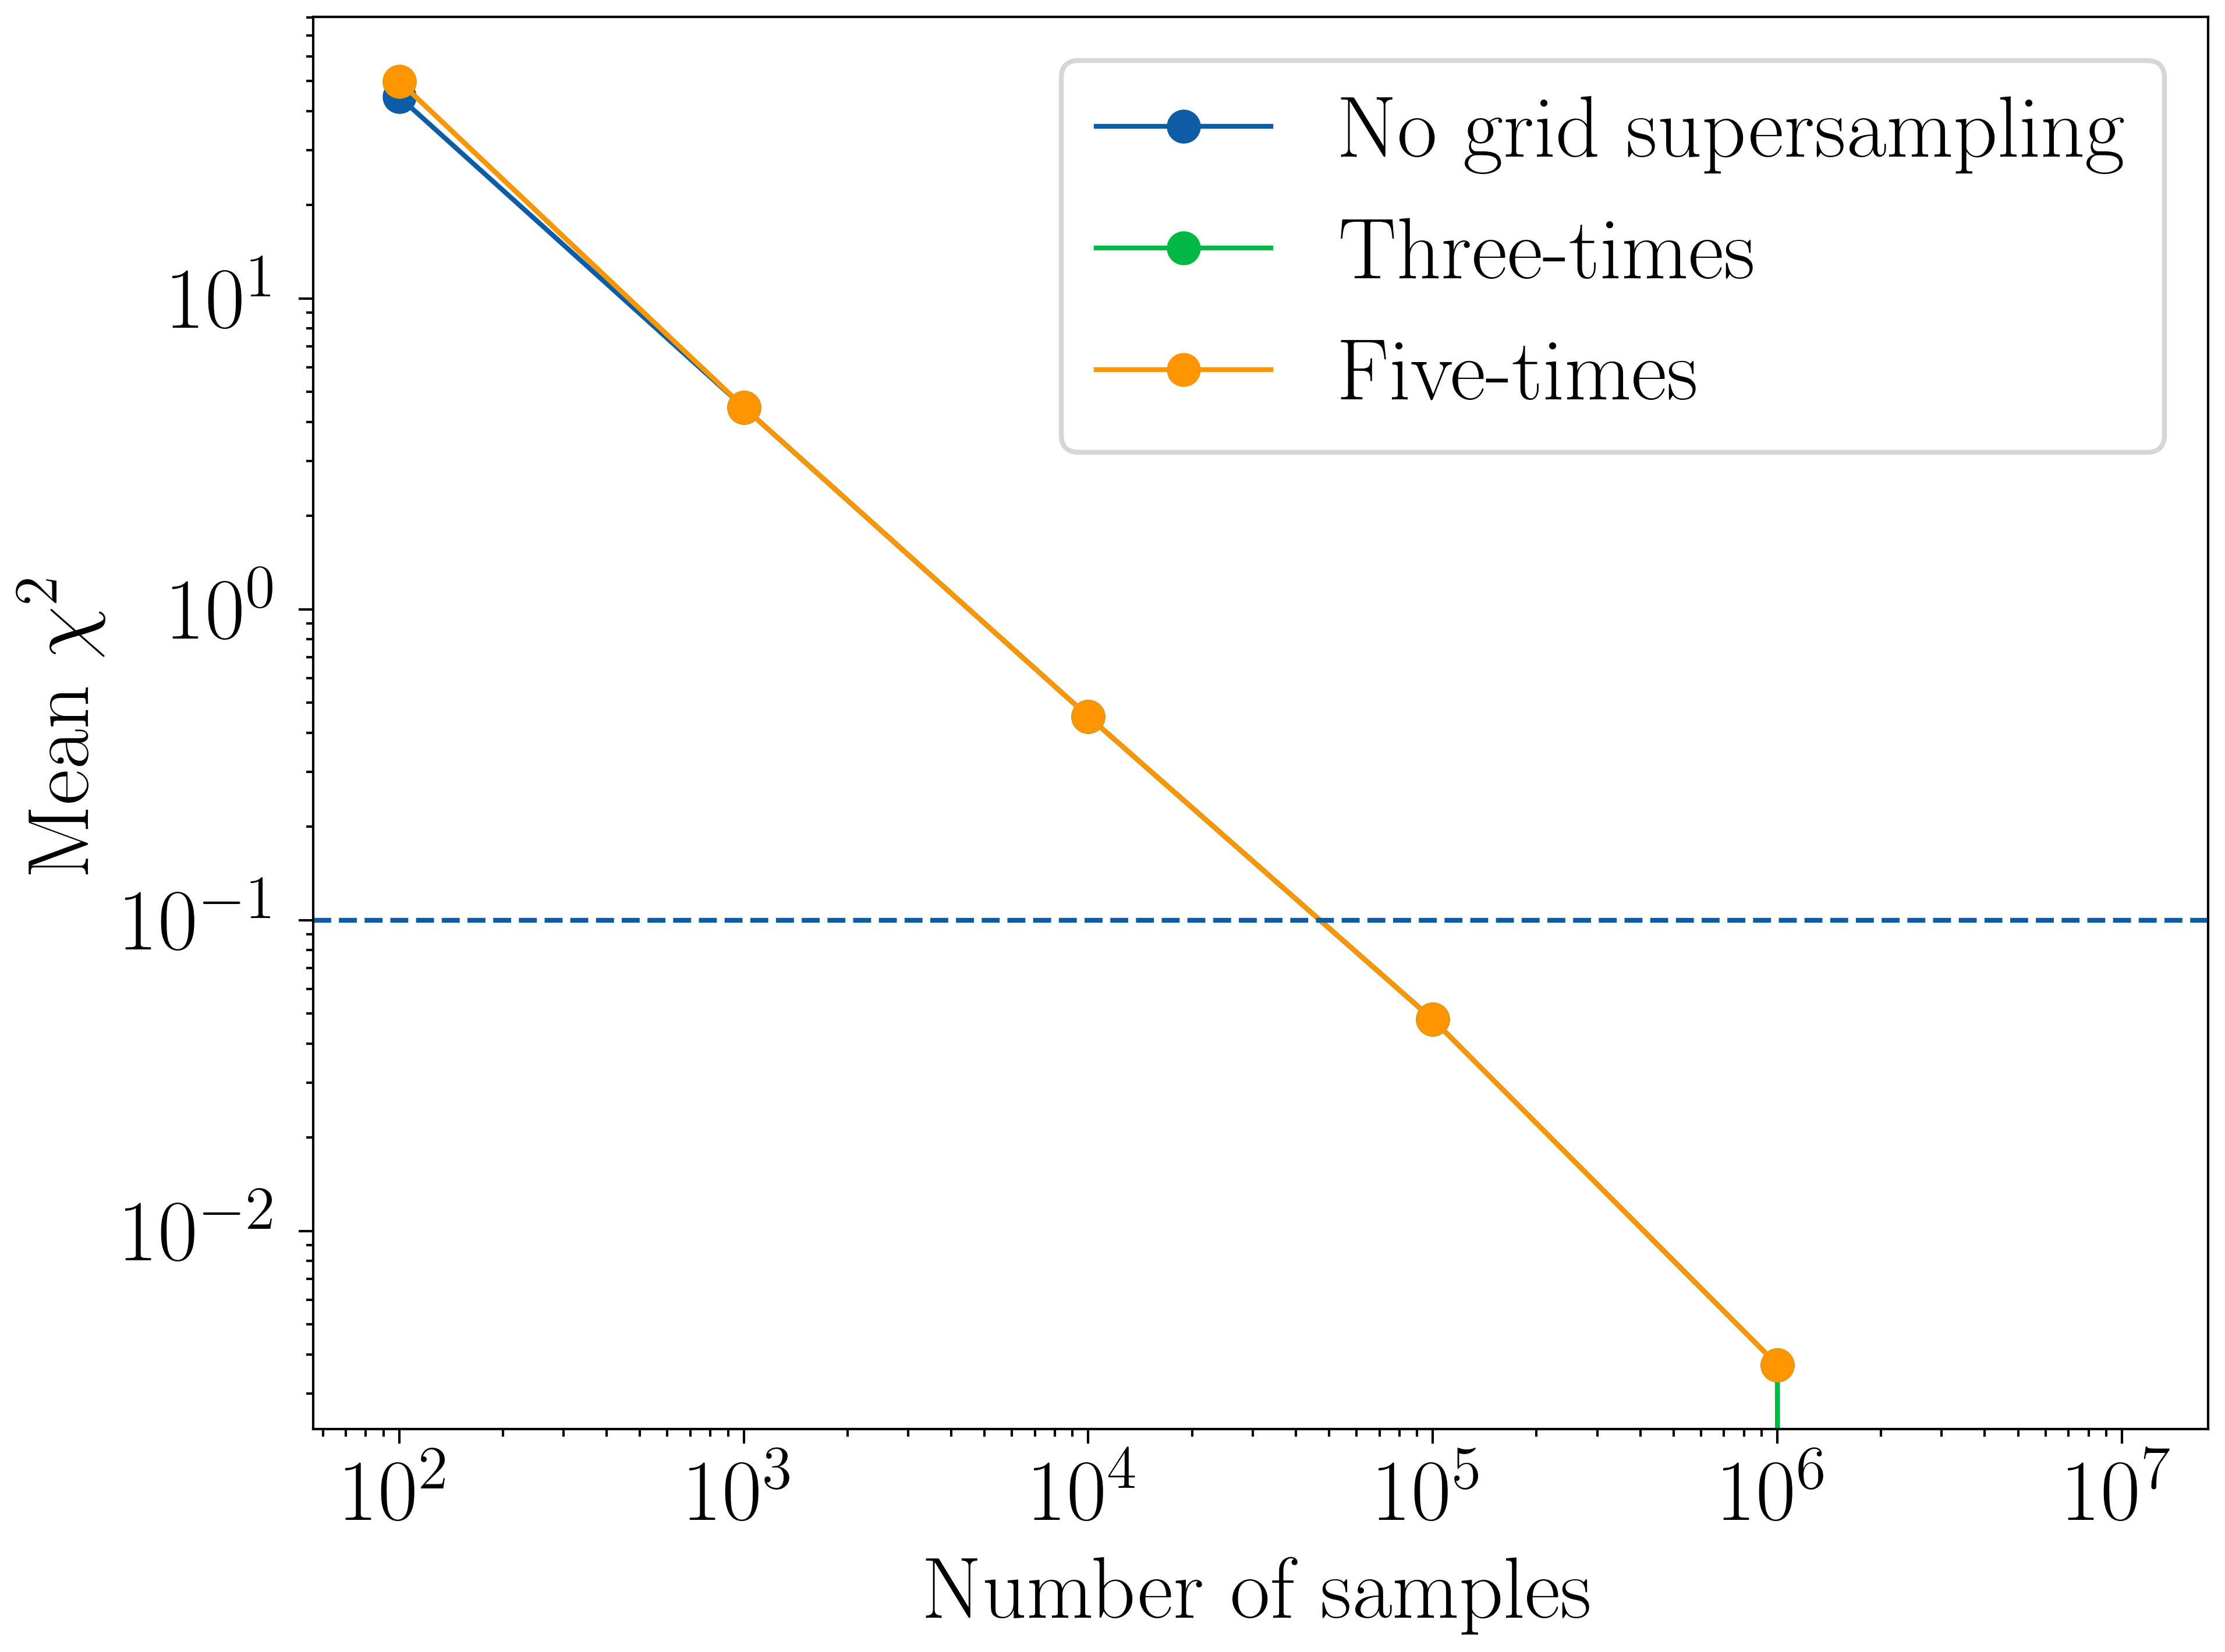 No grid supersampling
Three-times
Five-times
Mean χ²
10¹
10⁰
10⁻¹
10⁻²
10² 10³ 10⁴ 10⁵ 10⁶ 10⁷
Number of samples